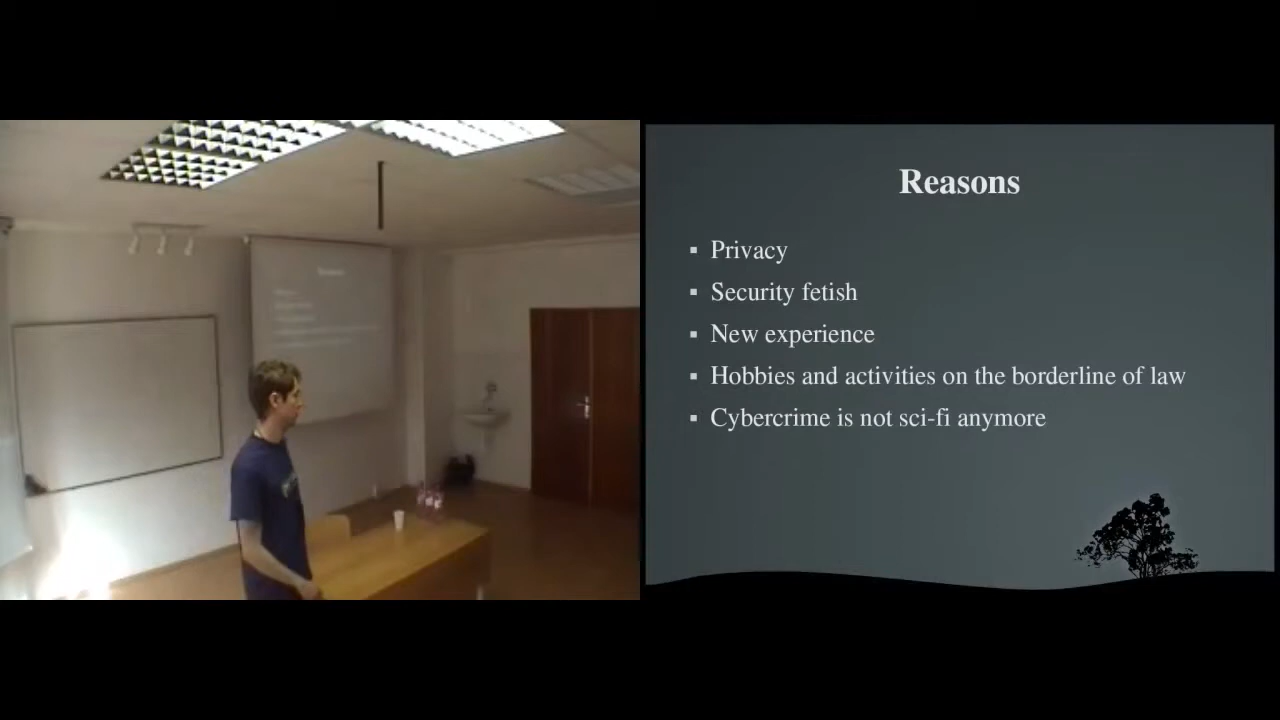 Reasons
Privacy
Security fetish
New experience
Hobbies and activities on the borderline of law
Cybercrime is not sci-fi anymore